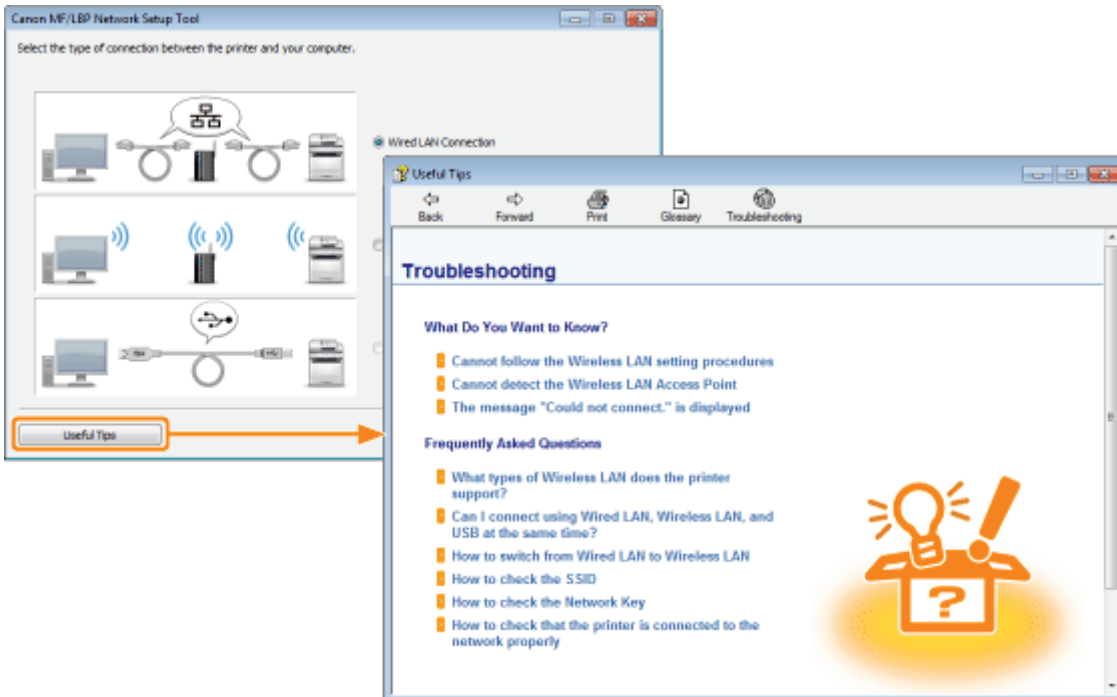 Canon MF/LBP Network Setup Tool
Select the type of connection between the printer and your computer.
Wired LAN Connection
Useful Tips
Useful Tips
Back Forward Print Glossary Troubleshooting
Troubleshooting
What Do You Want to Know?
Cannot follow the Wireless LAN setting procedures
Cannot detect the Wireless LAN Access Point
The message "Could not connect." is displayed
Frequently Asked Questions
What types of Wireless LAN does the printer
support?
Can I connect using Wired LAN, Wireless LAN, and
USB at the same time?
How to switch from Wired LAN to Wireless LAN
How to check the SSID
How to check the Network Key
How to check that the printer is connected to the
network properly
?